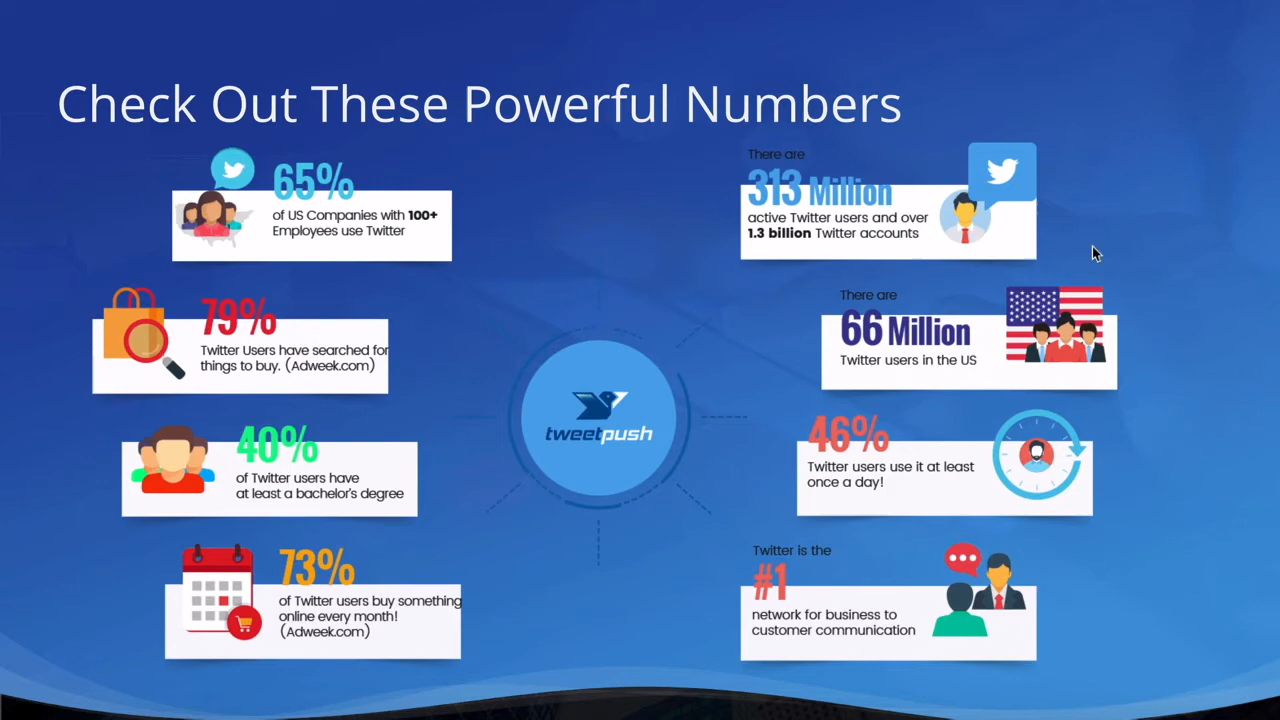 Check Out These Powerful Numbers
65%
of US Companies with 100+
Employees use Twitter
79%
Twitter Users have searched for
things to buy. (Adweek.com)
40%
of Twitter users have
at least a bachelor's degree
73%
of Twitter users buy something
online every month!
(Adweek.com)
tweetpush
There are
313 Million
active Twitter users and over
1.3 billion Twitter accounts
There are
66 Million
Twitter users in the US
46%
Twitter users use it at least
once a day!
Twitter is the
#1
network for business to
customer communication